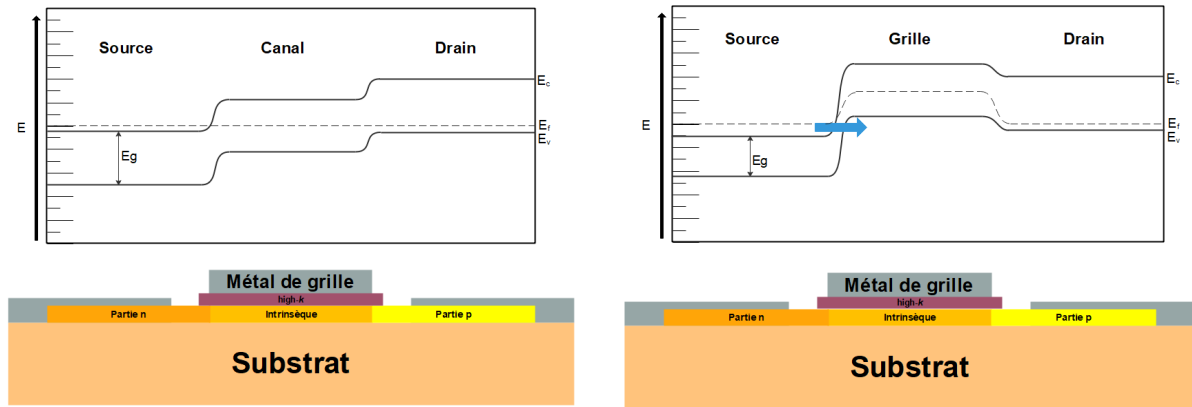 Source Canal Drain
E
Ec
Ef
Ev
Eg
Métal de grille
high-k
Partie n Intrinsèque Partie p
Substrat
Source Grille Drain
E
Ec
Ef
Ev
Eg
Métal de grille
high-k
Partie n Intrinsèque Partie p
Substrat